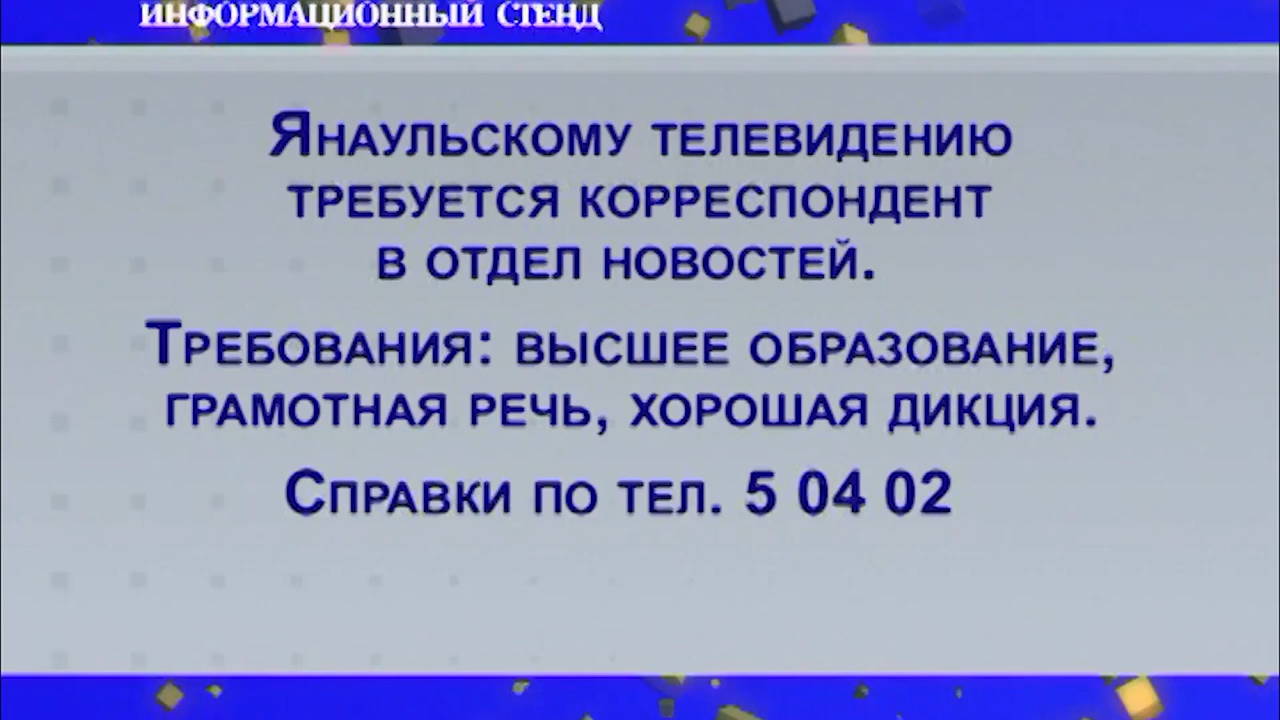 ИНФОРМАЦИОННЫЙ СТЕНД
ЯНАУЛЬСКОМУ ТЕЛЕВИДЕНИЮ
ТРЕБУЕТСЯ КОРРЕСПОНДЕНТ
В ОТДЕЛ НОВОСТЕЙ.
ТРЕБОВАНИЯ: ВЫСШЕЕ ОБРАЗОВАНИЕ,
ГРАМОТНАЯ РЕЧЬ, ХОРОШАЯ ДИКЦИЯ.
СПРАВКИ ПО ТЕЛ. 5 04 02